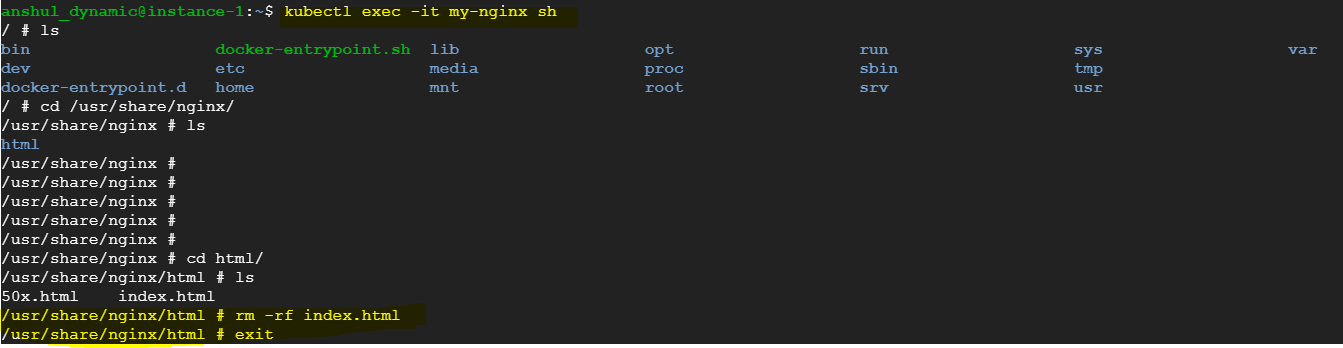 anshul_dynamic@instance-1:~$ kubectl exec -it my-nginx sh
/ # ls
bin docker-entrypoint.sh lib opt run sys var
dev etc media proc sbin tmp
docker-entrypoint.d home mnt root srv usr
/ # cd /usr/share/nginx/
/usr/share/nginx # ls
html
/usr/share/nginx #
/usr/share/nginx #
/usr/share/nginx #
/usr/share/nginx #
/usr/share/nginx #
/usr/share/nginx # cd html/
/usr/share/nginx/html # ls
50x.html index.html
/usr/share/nginx/html # rm -rf index.html
/usr/share/nginx/html # exit